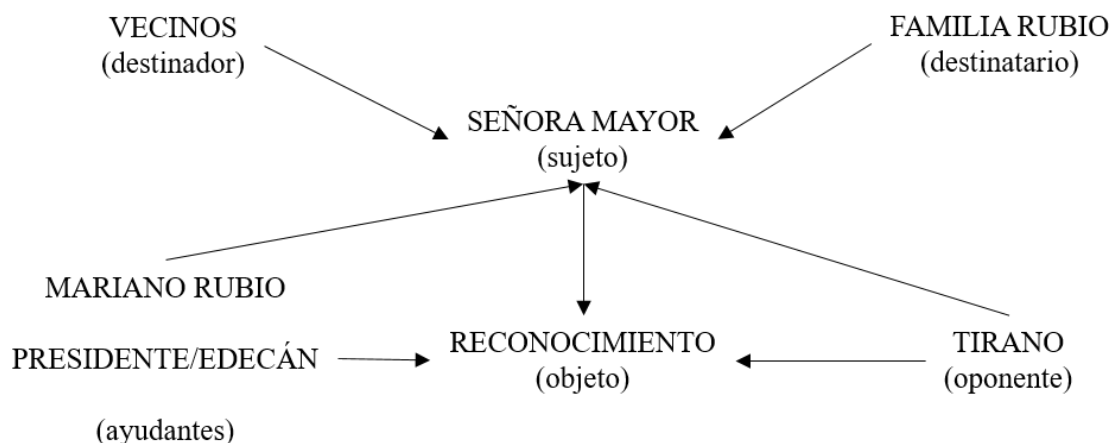 VECINOS
(destinador)
FAMILIA RUBIO
(destinatario)
SEÑORA MAYOR
(sujeto)
MARIANO RUBIO
PRESIDENTE/EDECÁN
(ayudantes)
RECONOCIMIENTO
(objeto)
TIRANO
(oponente)